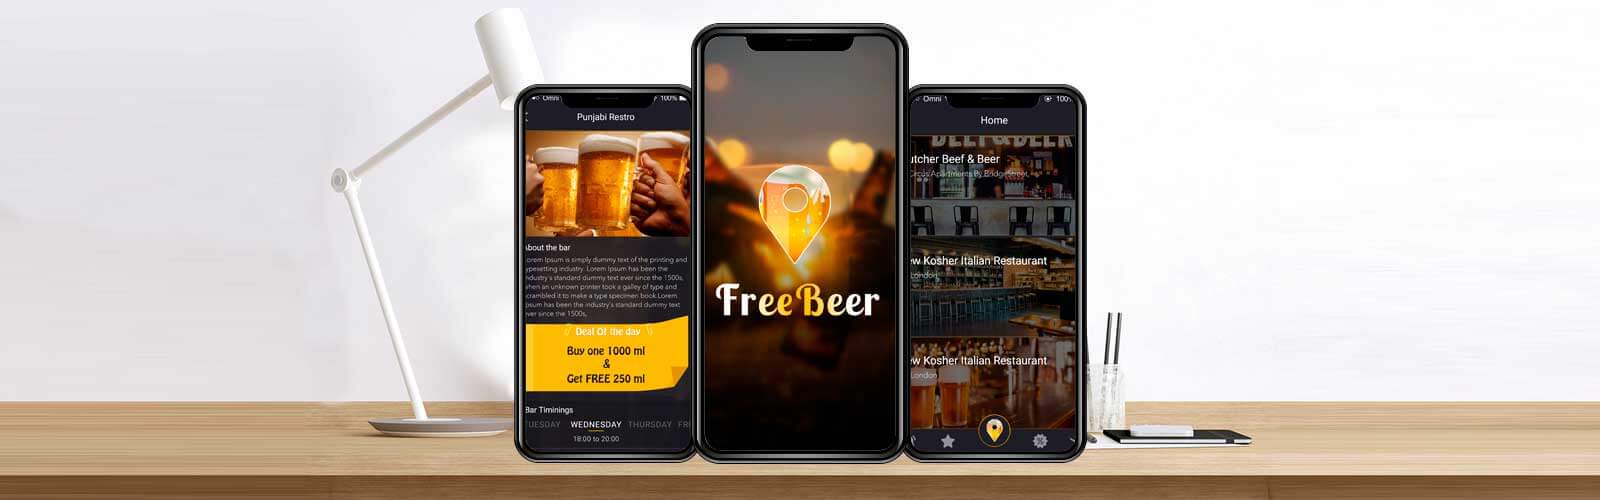 Omni 100%
Punjabi Restro
About the bar
Lorem Ipsum is simply dummy text of the printing and
typesetting industry. Lorem Ipsum has been the
industry's standard dummy text ever since the 1500s,
when an unknown printer took a galley of type and
scrambled it to make a type specimen book.Lorem
Ipsum has been the industry's standard dummy text
ever since the 1500s,
Deal Of the day
Buy one 1000 ml
&
Get FREE 250 ml
Bar Timinings
TUESDAY WEDNESDAY THURSDAY FRI
18:00 to 20:00
FreeBeer
Omni 100
Home
BEEF&BEER
utcher Beef & Beer
Circus Apartments By BridgeStreet,
ew Kosher Italian Restaurant
London
ew Kosher Italian Restaurant
London